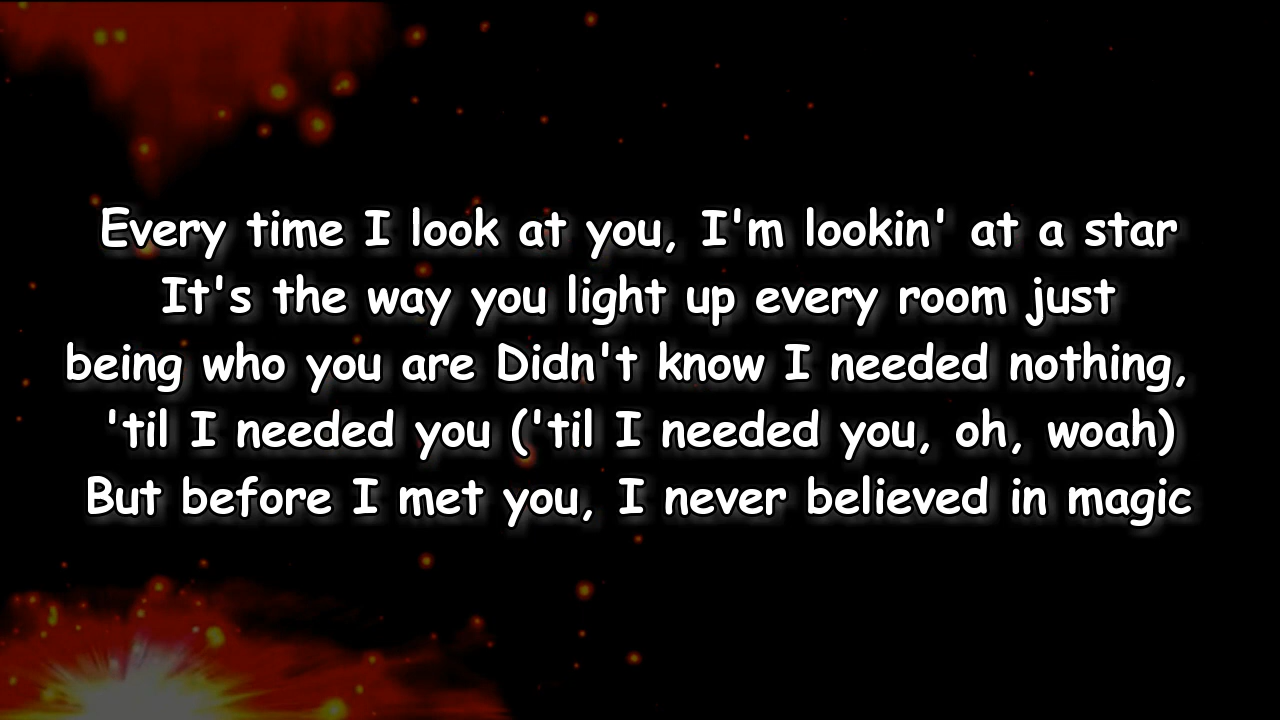 Every time I look at you, I'm lookin' at a star
It's the way you light up every room just
being who you are Didn't know I needed nothing,
'til I needed you ('til I needed you, oh, woah)
But before I met you, I never believed in magic